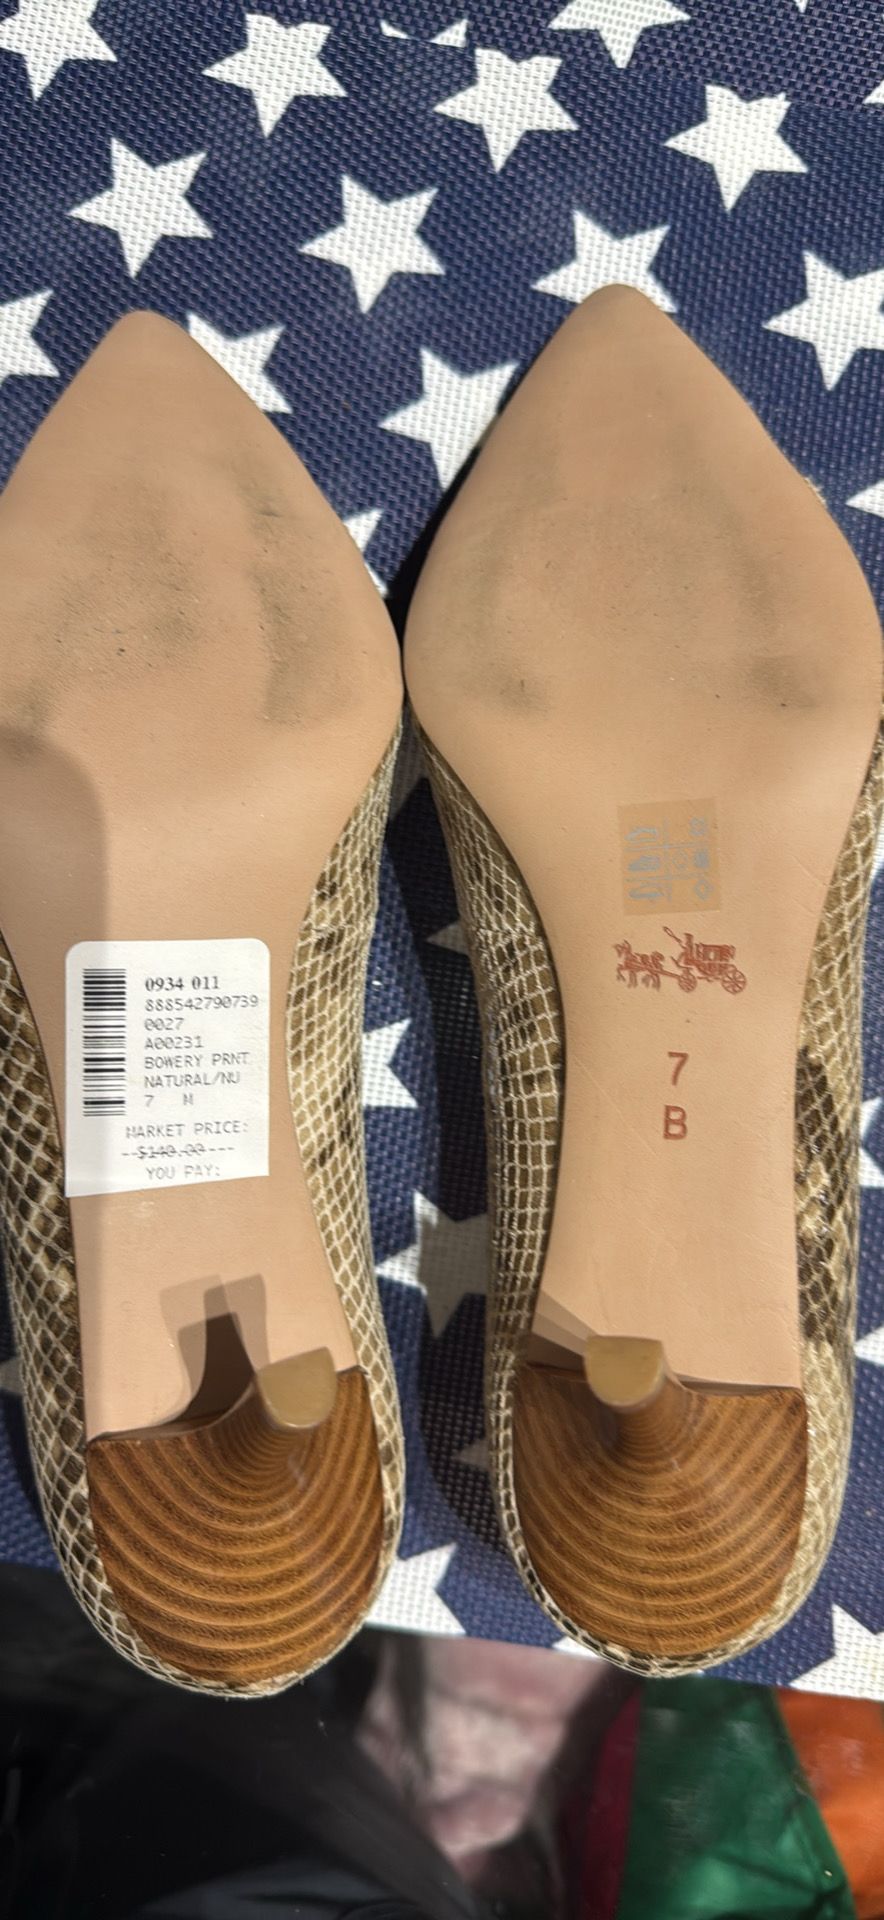 0934 011
888542790739
0027
A00231
BOWERY PRNT
NATURAL/NU
7 M
MARKET PRICE:
--$140.00---
YOU PAY:
7
B